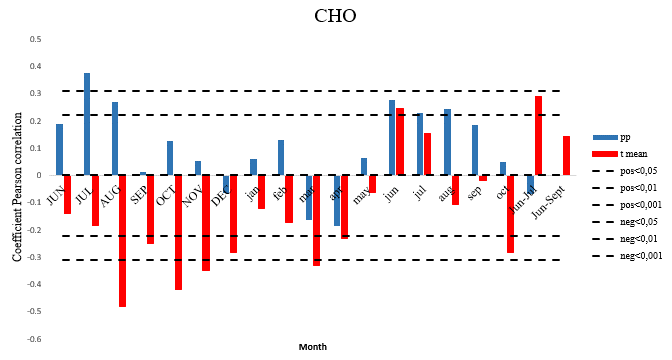 CHO
0.5
0.4
0.3
0.2
0.1
0
-0.1
-0.2
-0.3
-0.4
-0.5
-0.6
Coefficient Pearson correlation
JUN
JUL
AUG
SEP
OCT
NOV
DEC
jan
feb
mar
apr
may
jun
jul
aug
sep
oct
Jun-Jul
Jun-Sept
Month
pp
t mean
pos<0,05
pos<0,01
pos<0,001
neg<0,05
neg<0,01
neg<0,001